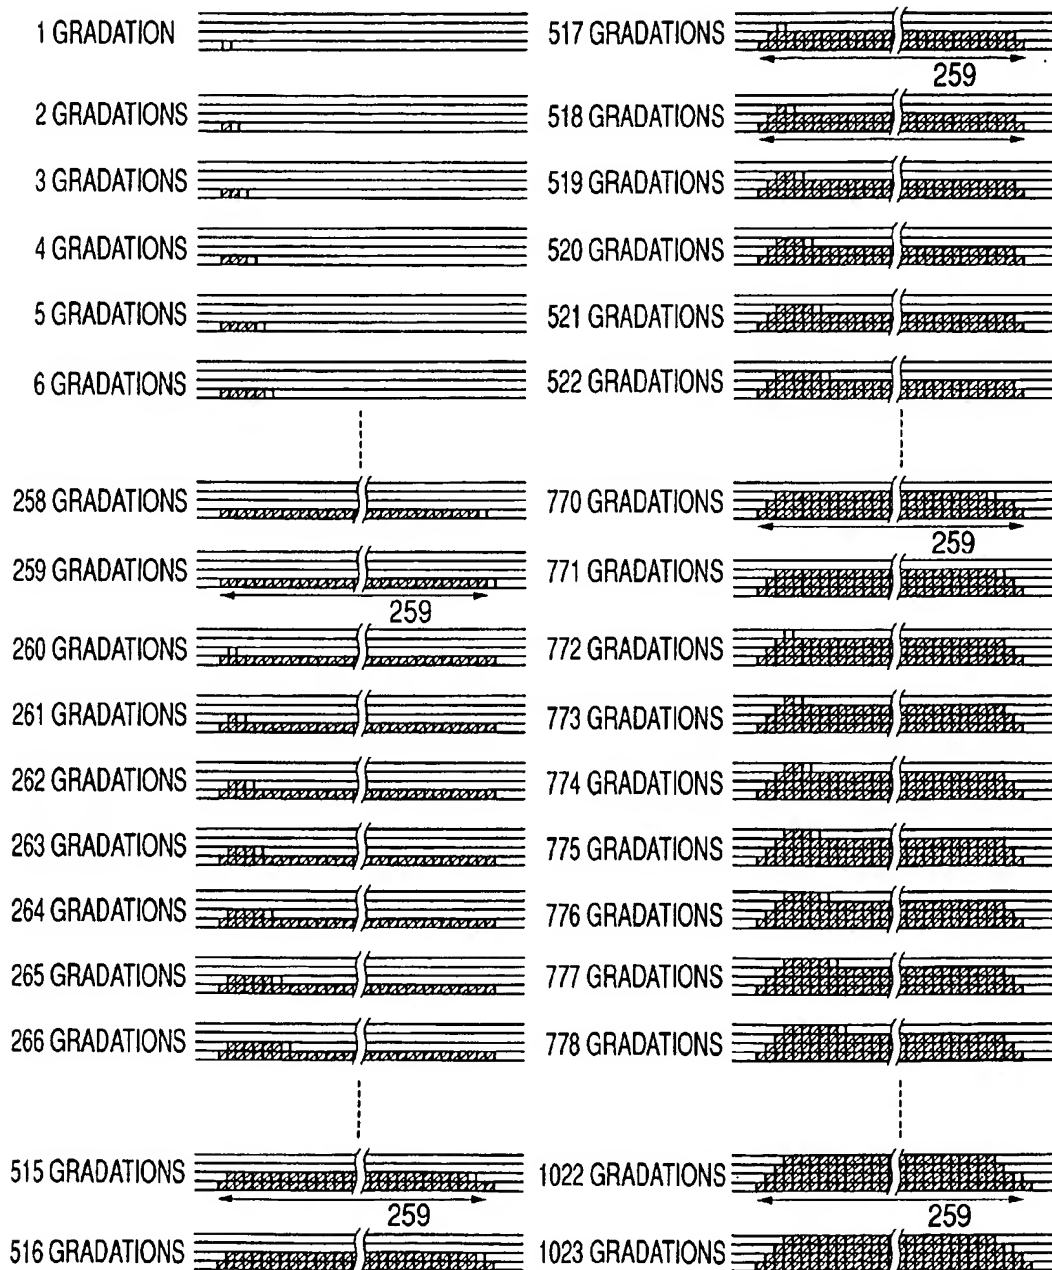 1 GRADATION
2 GRADATIONS
3 GRADATIONS
4 GRADATIONS
5 GRADATIONS
6 GRADATIONS
258 GRADATIONS
259 GRADATIONS
259
260 GRADATIONS
261 GRADATIONS
262 GRADATIONS
263 GRADATIONS
264 GRADATIONS
265 GRADATIONS
266 GRADATIONS
515 GRADATIONS
259
516 GRADATIONS
517 GRADATIONS
259
518 GRADATIONS
519 GRADATIONS
520 GRADATIONS
521 GRADATIONS
522 GRADATIONS
770 GRADATIONS
259
771 GRADATIONS
772 GRADATIONS
773 GRADATIONS
774 GRADATIONS
775 GRADATIONS
776 GRADATIONS
777 GRADATIONS
778 GRADATIONS
1022 GRADATIONS
259
1023 GRADATIONS